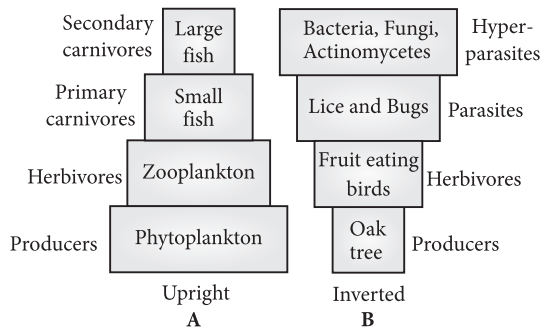 Secondary
carnivores
Large
fish
Primary
carnivores
Small
fish
Herbivores
Zooplankton
Producers
Phytoplankton
Upright
A
Bacteria, Fungi,
Actinomycetes
Hyper-
parasites
Lice and Bugs
Parasites
Fruit eating
birds
Herbivores
Oak
tree
Producers
Inverted
B